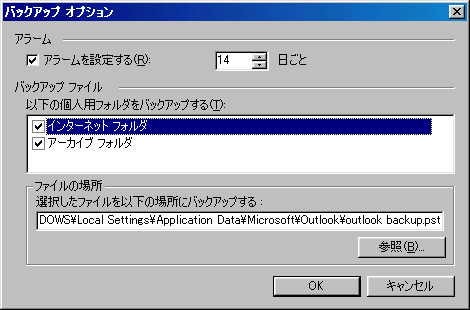 バックアップ オプション
アラーム
アラームを設定する(R): 14 日ごと
バックアップ ファイル
以下の個人用フォルダをバックアップする(T):
インターネット フォルダ
アーカイブ フォルダ
ファイルの場所
選択したファイルを以下の場所にバックアップする :
DOWS¥Local Settings¥Application Data¥Microsoft¥Outlook¥outlook backup.pst
参照(B)...
OK キャンセル